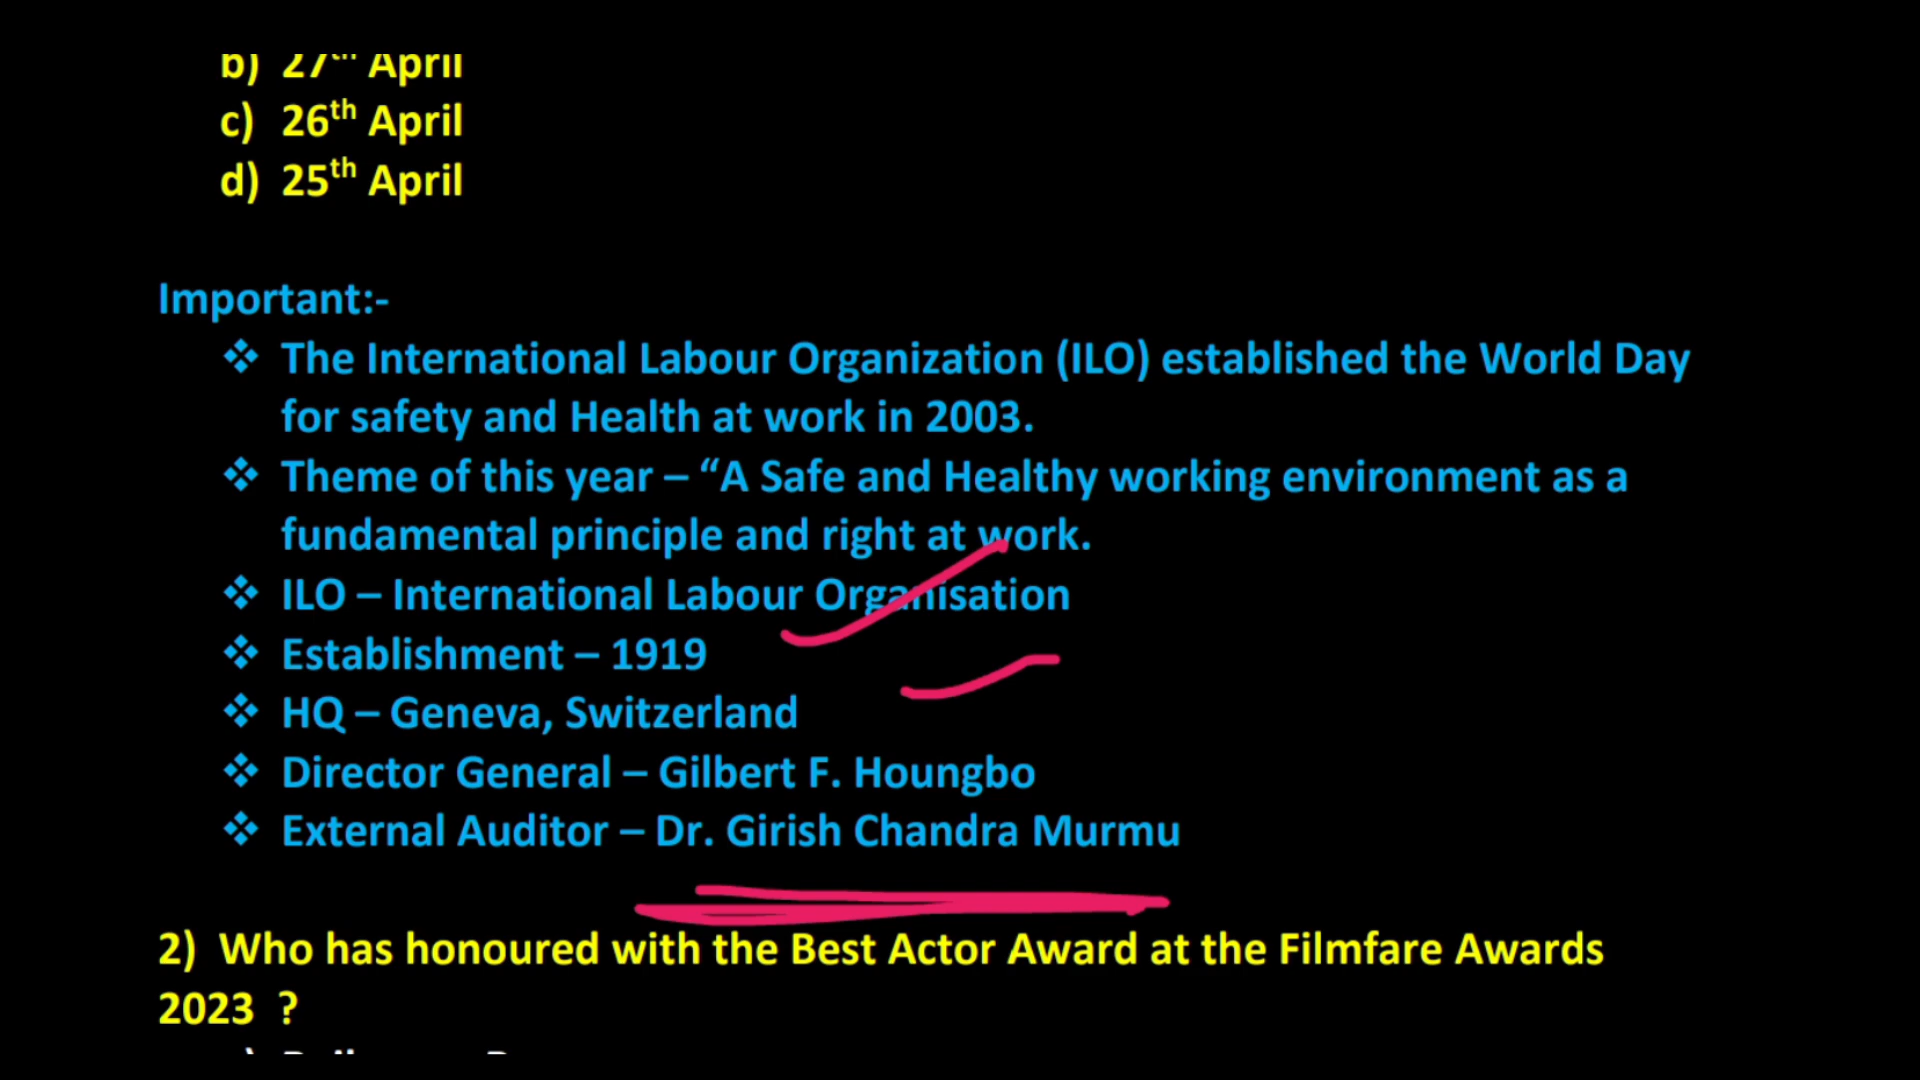 b) 27th April
c) 26th April
d) 25th April
Important:-
❖ The International Labour Organization (ILO) established the World Day
for safety and Health at work in 2003.
❖ Theme of this year – “A Safe and Healthy working environment as a
fundamental principle and right at work.
❖ ILO – International Labour Organisation
❖ Establishment – 1919
❖ HQ – Geneva, Switzerland
❖ Director General – Gilbert F. Houngbo
❖ External Auditor – Dr. Girish Chandra Murmu
2) Who has honoured with the Best Actor Award at the Filmfare Awards
2023 ?